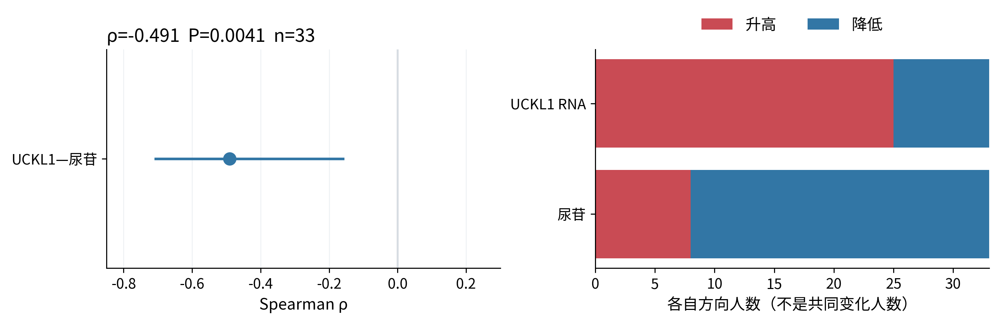 ρ=-0.491 P=0.0041 n=33
UCKL1—尿苷
-0.8 -0.6 -0.4 -0.2 0.0 0.2
Spearman ρ
升高 降低
UCKL1 RNA
尿苷
0 5 10 15 20 25 30
各自方向人数（不是共同变化人数）